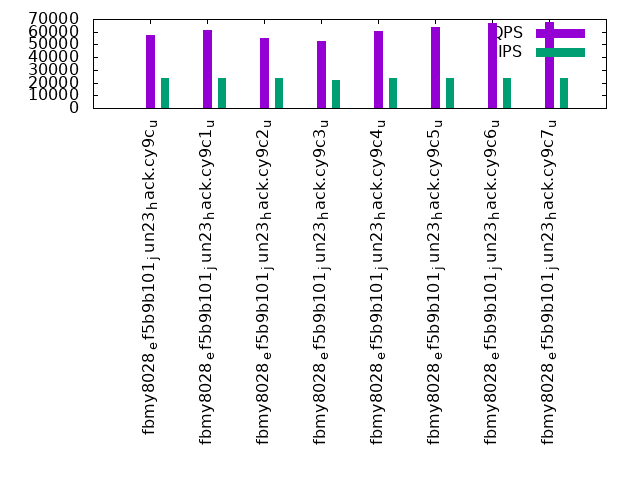 70000
60000
50000
40000
30000
20000
10000
0
QPS
IPS
fbmy8028ₑf5b9b101ⱼun23ₕack.cy9cᵤ
fbmy8028ₑf5b9b101ⱼun23ₕack.cy9c1ᵤ
fbmy8028ₑf5b9b101ⱼun23ₕack.cy9c2ᵤ
fbmy8028ₑf5b9b101ⱼun23ₕack.cy9c3ᵤ
fbmy8028ₑf5b9b101ⱼun23ₕack.cy9c4ᵤ
fbmy8028ₑf5b9b101ⱼun23ₕack.cy9c5ᵤ
fbmy8028ₑf5b9b101ⱼun23ₕack.cy9c6ᵤ
fbmy8028ₑf5b9b101ⱼun23ₕack.cy9c7ᵤ